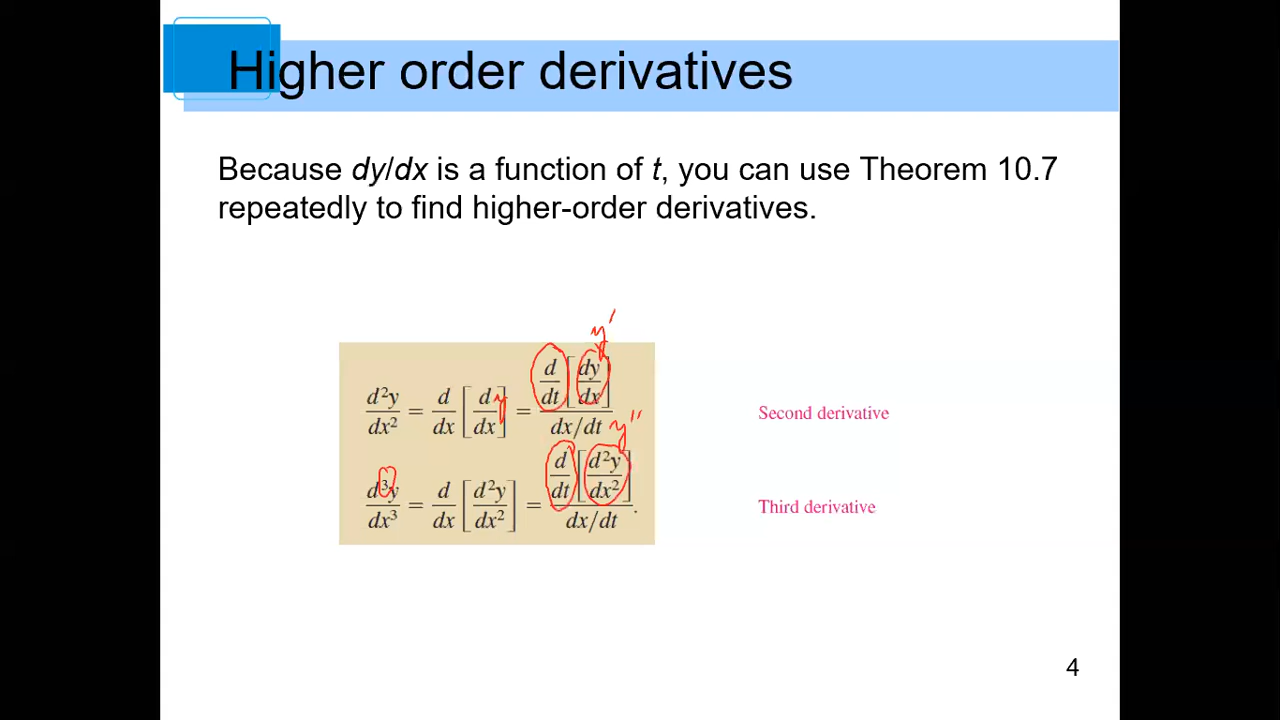 Higher order derivatives
Because dy/dx is a function of t, you can use Theorem 10.7
repeatedly to find higher-order derivatives.
y'
d²y/dx² = d/dx [dy/dx] = d/dt [dy/dx] / dx/dt Second derivative
y''
d³y/dx³ = d/dx [d²y/dx²] = d/dt [d²y/dx²] / dx/dt. Third derivative
4